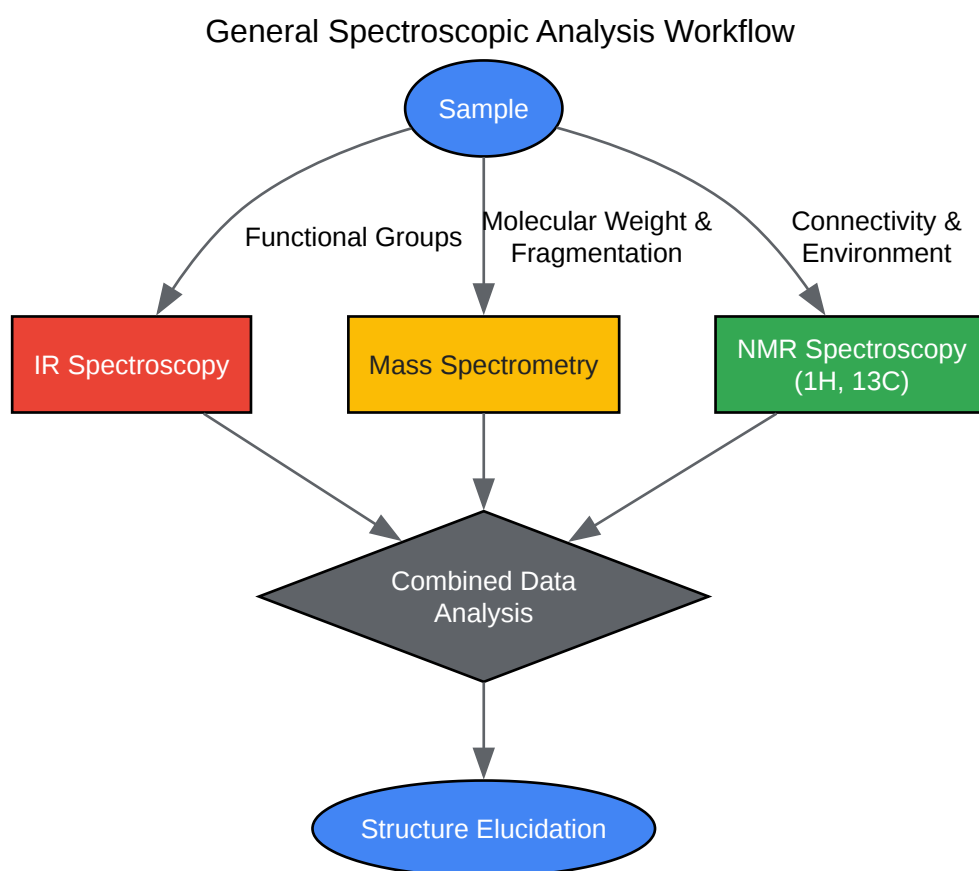 General Spectroscopic Analysis Workflow
Sample
Functional Groups
Molecular Weight &
Fragmentation
Connectivity &
Environment
IR Spectroscopy
Mass Spectrometry
NMR Spectroscopy
(1H, 13C)
Combined Data
Analysis
Structure Elucidation